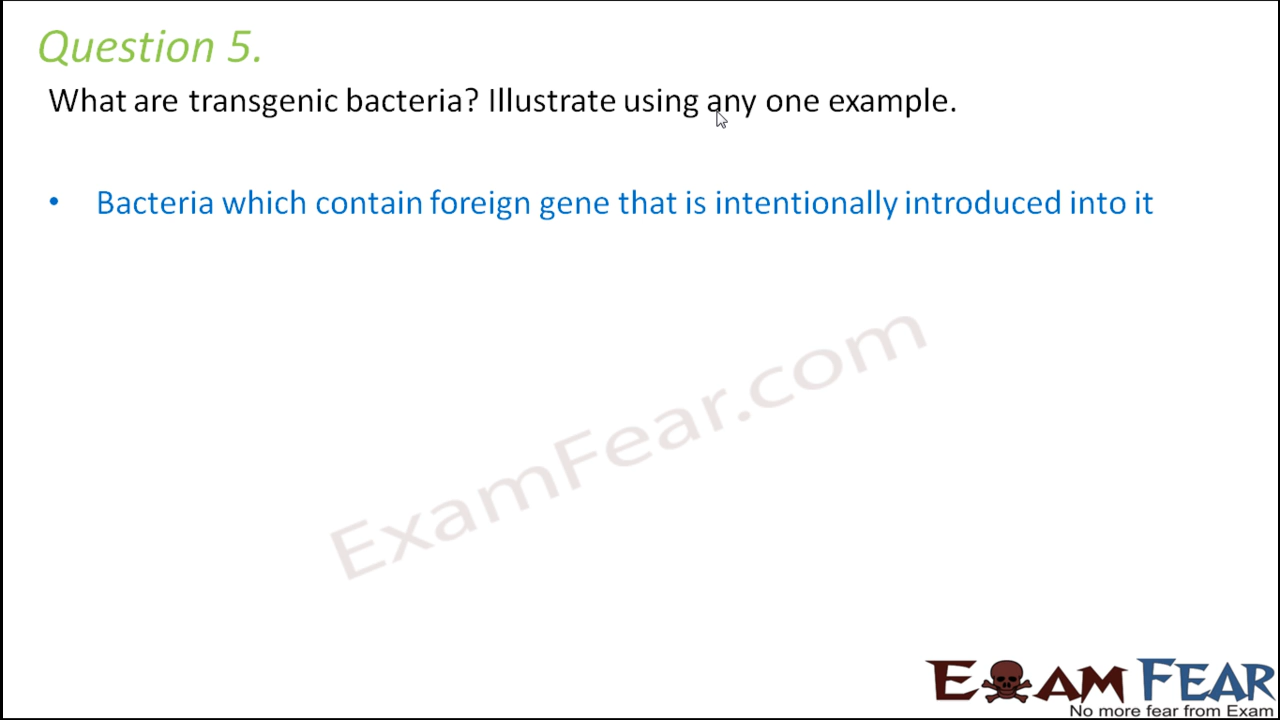 Question 5.
What are transgenic bacteria? Illustrate using any one example.
• Bacteria which contain foreign gene that is intentionally introduced into it
ExamFear.com
EXAM FEAR
No more fear from Exam